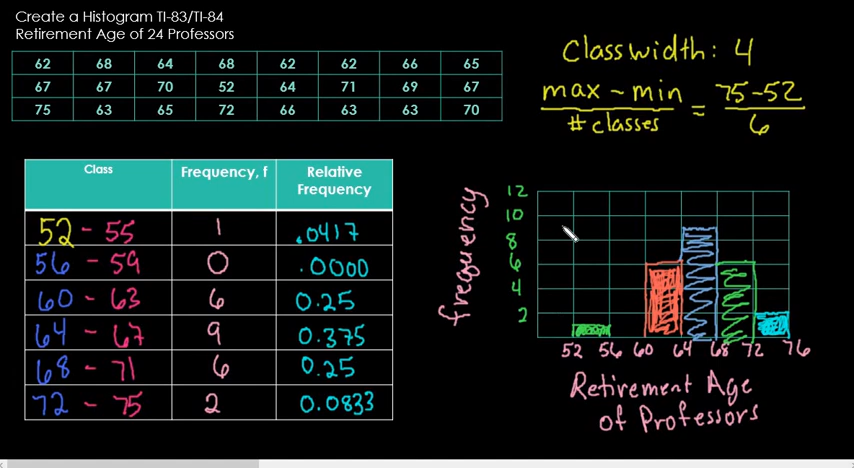 Create a Histogram TI-83/TI-84
Retirement Age of 24 Professors
62 68 64 68 62 62 66 65
67 67 70 52 64 71 69 67
75 63 65 72 66 63 63 70
Class width: 4
max - min / # classes = 75-52 / 6
Class Frequency, f Relative Frequency
52 - 55 1 .0417
56 - 59 0 .0000
60 - 63 6 0.25
64 - 67 9 0.375
68 - 71 6 0.25
72 - 75 2 0.0833
frequency
12
10
8
6
4
2
52 56 60 64 68 72 76
Retirement Age
of Professors